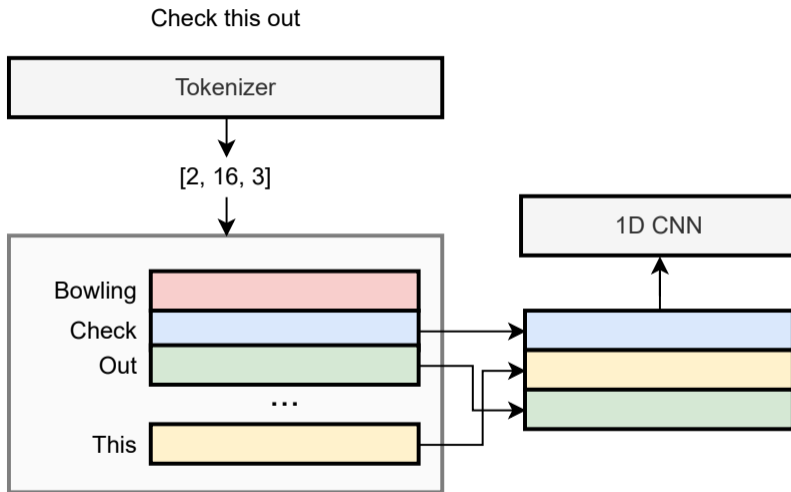 Check this out
Tokenizer
[2, 16, 3]
1D CNN
Bowling
Check
Out
...
This